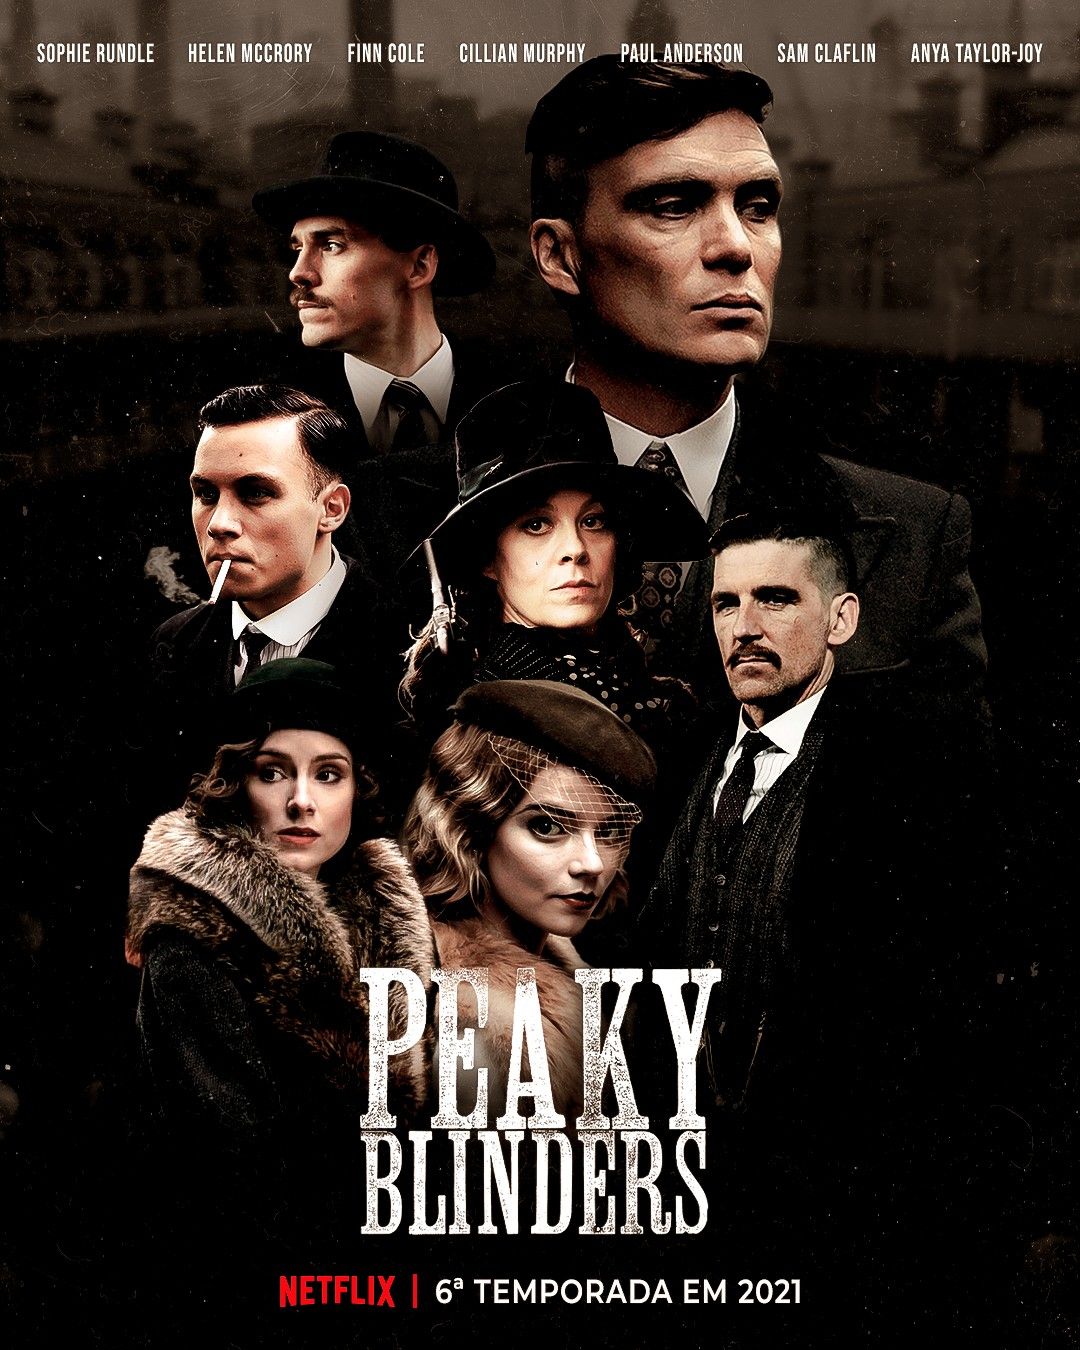 SOPHIE RUNDLE HELEN MCCRORY FINN COLE CILLIAN MURPHY PAUL ANDERSON SAM CLAFLIN ANYA TAYLOR-JOY
PEAKY
BLINDERS
NETFLIX | 6ª TEMPORADA EM 2021